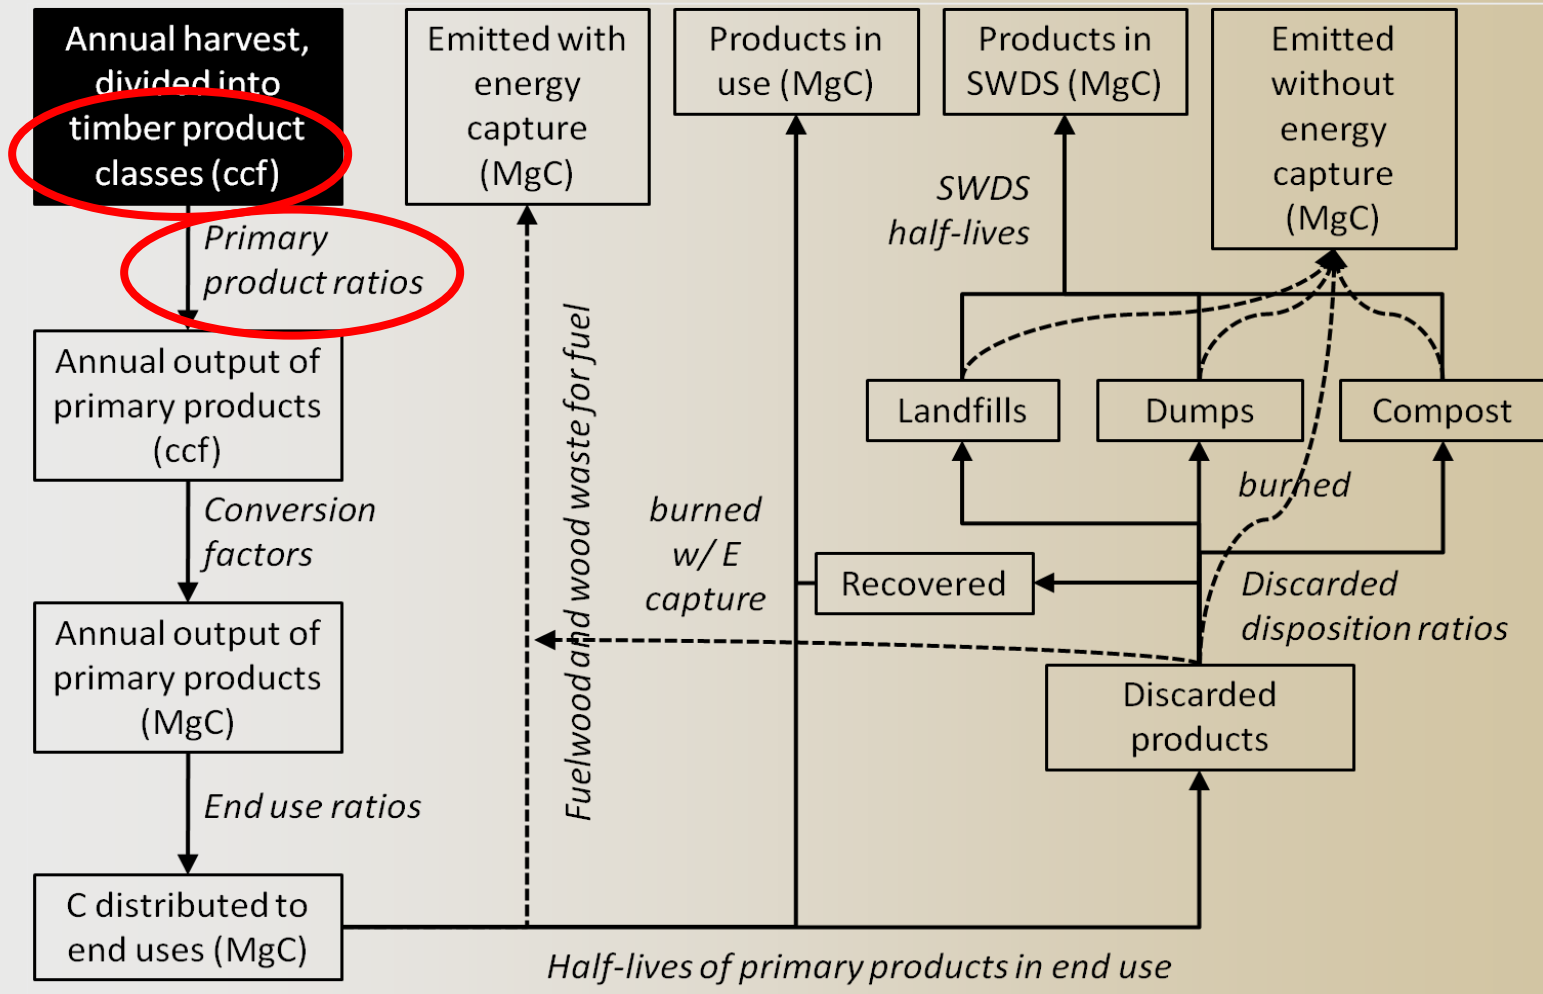 Annual harvest,
divided into
timber product
classes (ccf)
Emitted with
energy
capture
(MgC)
Products in
use (MgC)
Products in
SWDS (MgC)
Emitted
without
energy
capture
(MgC)
SWDS
half-lives
Primary
product ratios
Annual output of
primary products
(ccf)
Fuelwood and wood waste for fuel
Landfills
Dumps
Compost
Conversion
factors
burned
w/ E
capture
burned
Recovered
Discarded
disposition ratios
Annual output of
primary products
(MgC)
Discarded
products
End use ratios
C distributed to
end uses (MgC)
Half-lives of primary products in end use